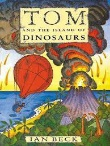 TOM
AND THE ISLAND OF
DINOSAURS
IAN BECK